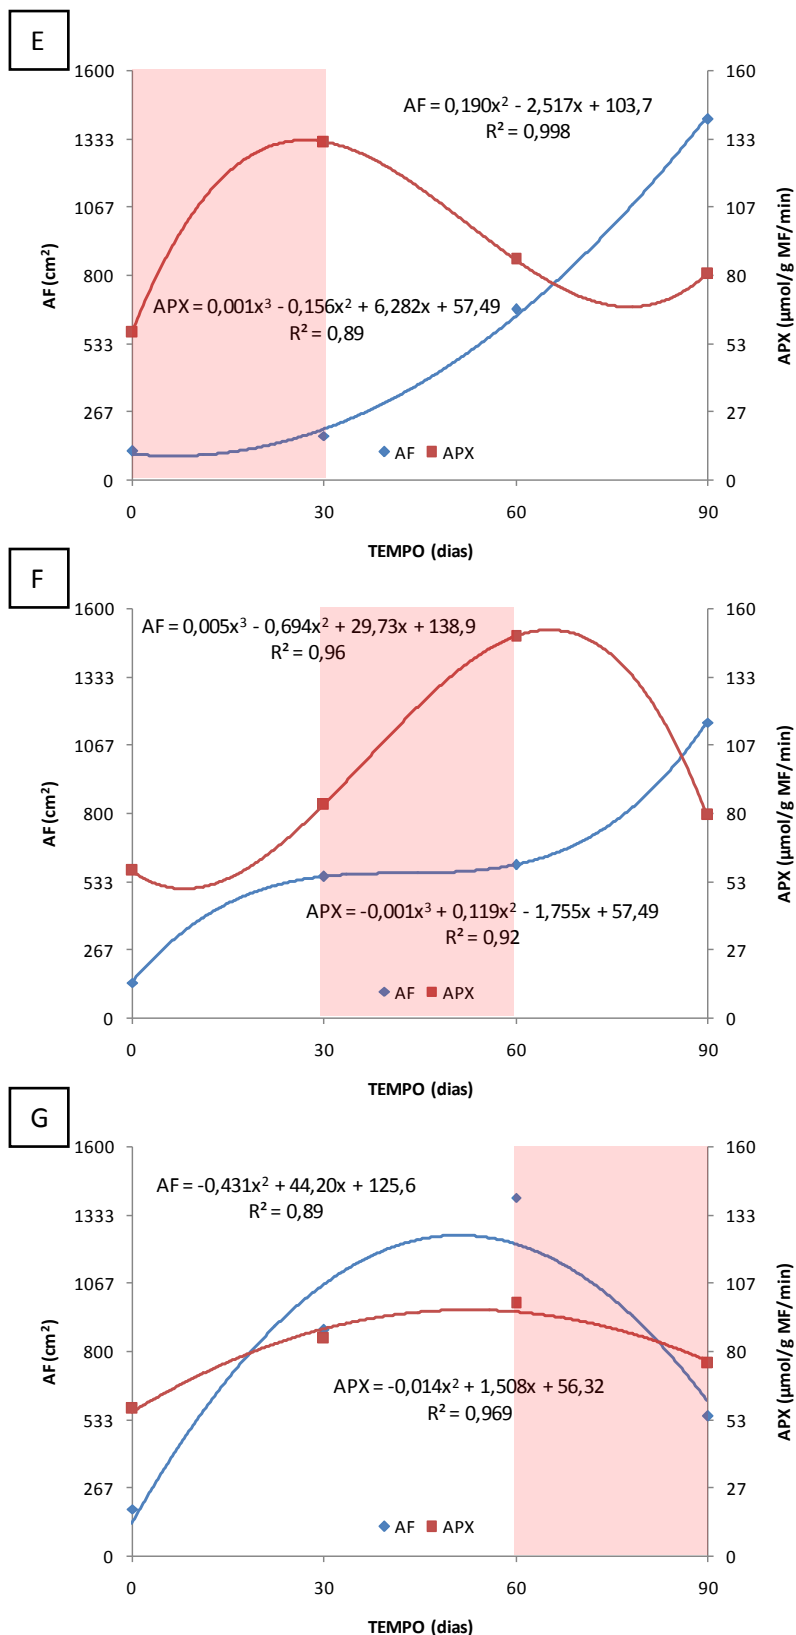 E
1600
1333
1067
800
533
267
0
AF (cm²)
160
133
107
80
53
27
0
APX (µmol/g MF/min)
AF = 0,190x² - 2,517x + 103,7
R² = 0,998
APX = 0,001x³ - 0,156x² + 6,282x + 57,49
R² = 0,89
AF APX
0 30 60 90
TEMPO (dias)
F
1600
1333
1067
800
533
267
0
AF (cm²)
160
133
107
80
53
27
0
APX (µmol/g MF/min)
AF = 0,005x³ - 0,694x² + 29,73x + 138,9
R² = 0,96
APX = -0,001x³ + 0,119x² - 1,755x + 57,49
R² = 0,92
AF APX
0 30 60 90
TEMPO (dias)
G
1600
1333
1067
800
533
267
0
AF (cm²)
160
133
107
80
53
27
0
APX (µmol/g MF/min)
AF = -0,431x² + 44,20x + 125,6
R² = 0,89
APX = -0,014x² + 1,508x + 56,32
R² = 0,969
AF APX
0 30 60 90
TEMPO (dias)